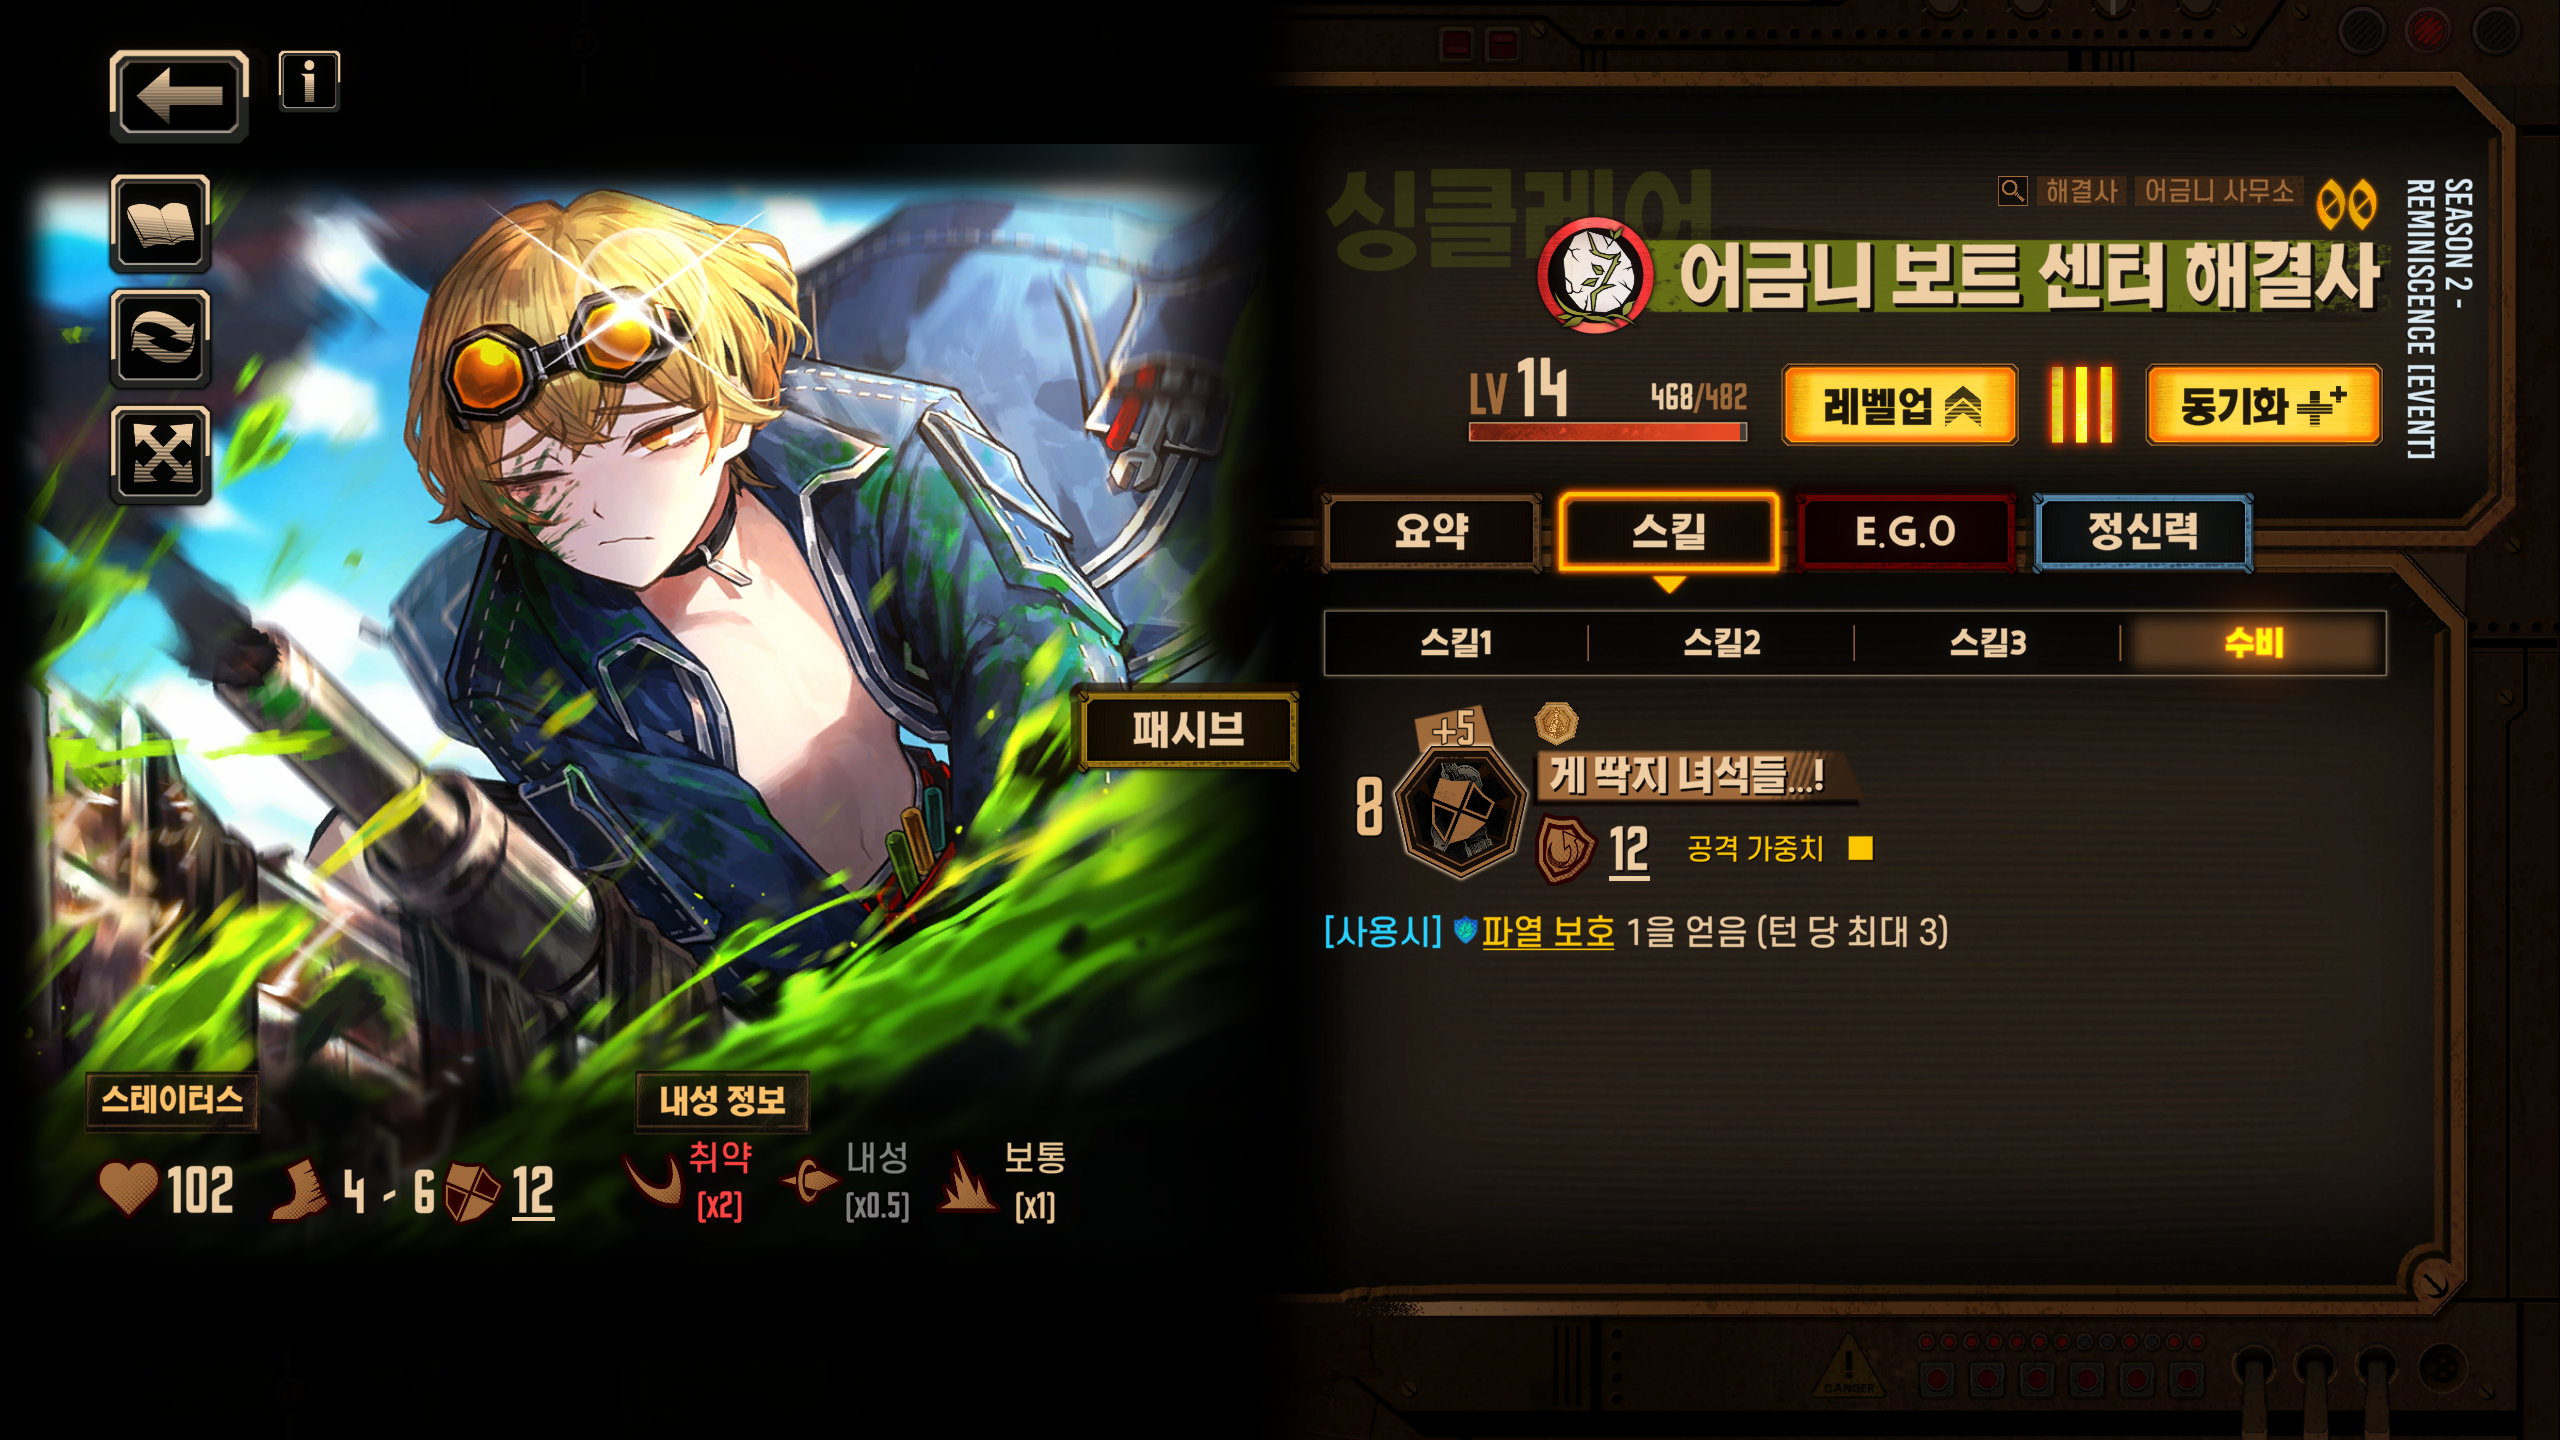 싱클레어
해결사 어금니 사무소
어금니 보트 센터 해결사
SEASON 2 -
REMINISCENCE [EVENT]
LV 14 468/482
레벨업
동기화
요약 스킬 E.G.O 정신력
스킬1 스킬2 스킬3 수비
패시브
+5
8
게 딱지 녀석들...!
12 공격 가중치
[사용시] 파열 보호 1을 얻음 (턴 당 최대 3)
스테이터스
102 4 - 6 12
내성 정보
취약 [x2]
내성 [x0.5]
보통 [x1]
DANGER